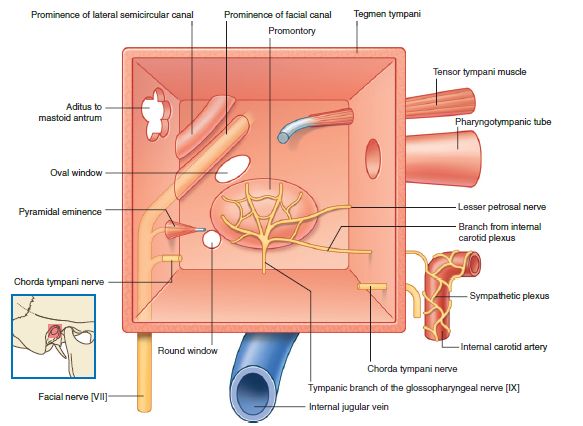 Prominence of lateral semicircular canal
Prominence of facial canal
Tegmen tympani
Promontory
Tensor tympani muscle
Aditus to
mastoid antrum
Pharyngotympanic tube
Oval window
Lesser petrosal nerve
Pyramidal eminence
Branch from internal
carotid plexus
Chorda tympani nerve
Sympathetic plexus
Round window
Internal carotid artery
Chorda tympani nerve
Tympanic branch of the glossopharyngeal nerve [IX]
Facial nerve [VII]
Internal jugular vein